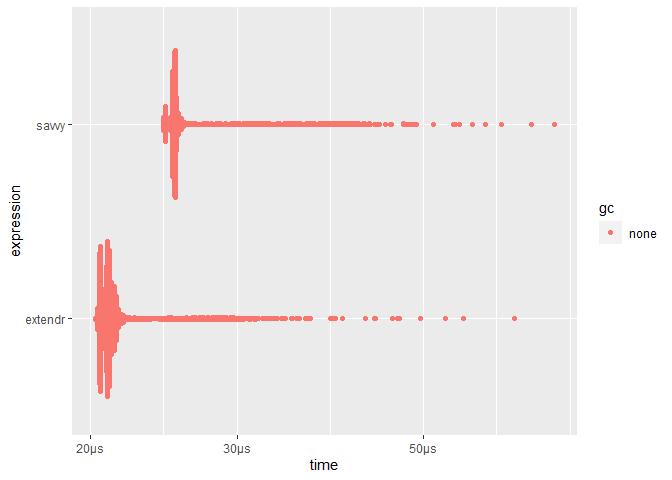 savvy
expression
extendr
gc
none
20µs
30µs
50µs
time